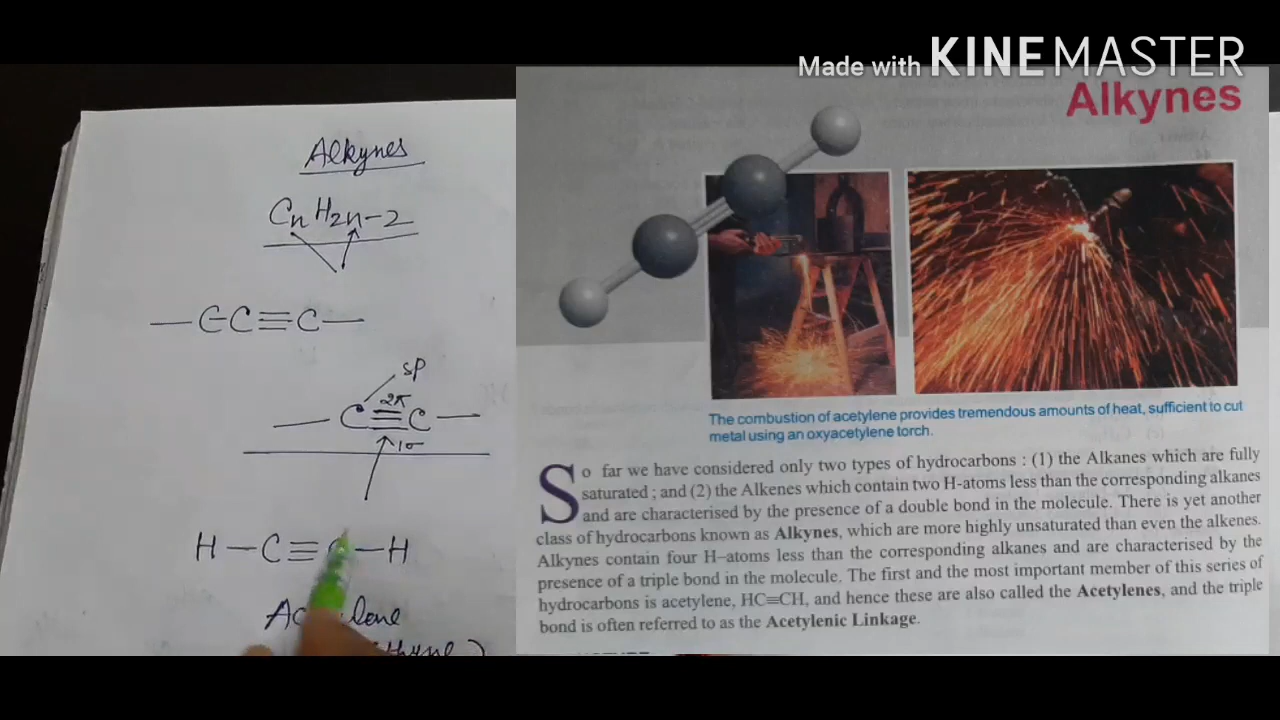 Made with KINEMASTER
Alkynes
CnH2n-2
— C-C≡C —
sp
— C≡C —
2π
1σ
H — C≡C — H
Alkynes
The combustion of acetylene provides tremendous amounts of heat, sufficient to cut
metal using an oxyacetylene torch.
So far we have considered only two types of hydrocarbons : (1) the Alkanes which are fully
saturated ; and (2) the Alkenes which contain two H-atoms less than the corresponding alkanes
and are characterised by the presence of a double bond in the molecule. There is yet another
class of hydrocarbons known as Alkynes, which are more highly unsaturated than even the alkenes.
Alkynes contain four H–atoms less than the corresponding alkanes and are characterised by the
presence of a triple bond in the molecule. The first and the most important member of this series of
hydrocarbons is acetylene, HC≡CH, and hence these are also called the Acetylenes, and the triple
bond is often referred to as the Acetylenic Linkage.